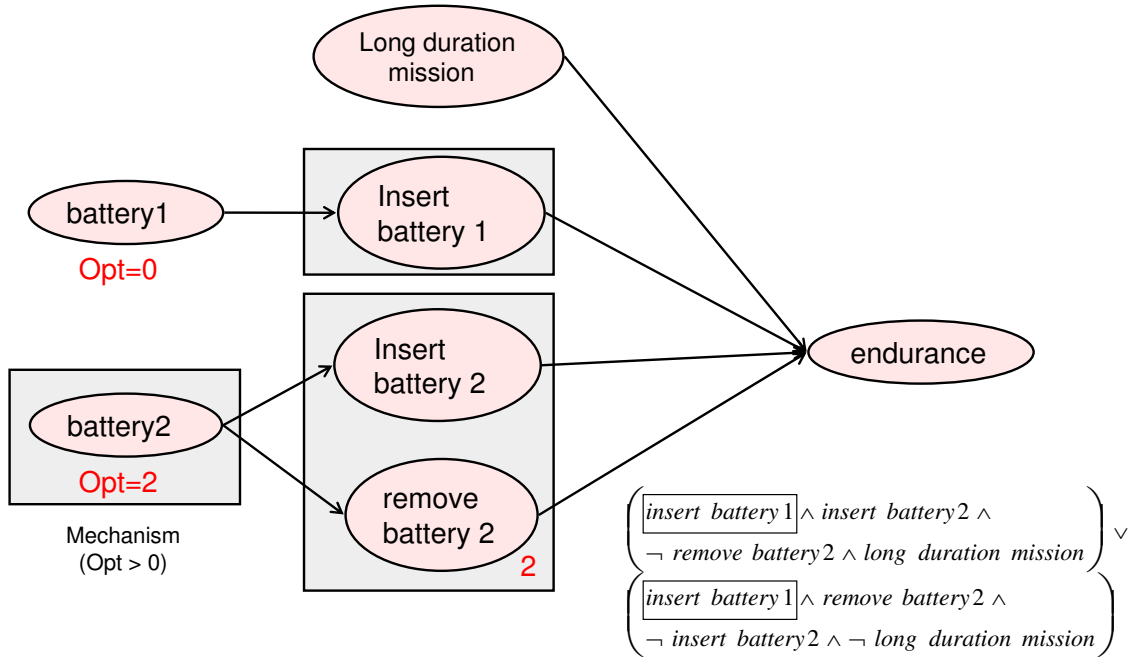 Long duration
mission
Insert
battery 1
battery1
Opt=0
Insert
battery 2
endurance
battery2
Opt=2
remove
battery 2
2
Mechanism
(Opt > 0)
insert battery 1 ∧ insert battery 2 ∧
¬ remove battery 2 ∧ long duration mission ∨
insert battery 1 ∧ remove battery 2 ∧
¬ insert battery 2 ∧ ¬ long duration mission